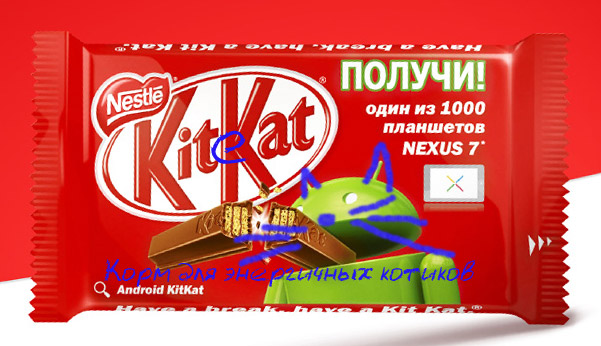 Have a break, have a Kit Kat.
Nestlé
KiteKat
ПОЛУЧИ!
один из 1000
планшетов
NEXUS 7*
Корм для энергичных котиков
Android KitKat
Have a break, have a Kit Kat.